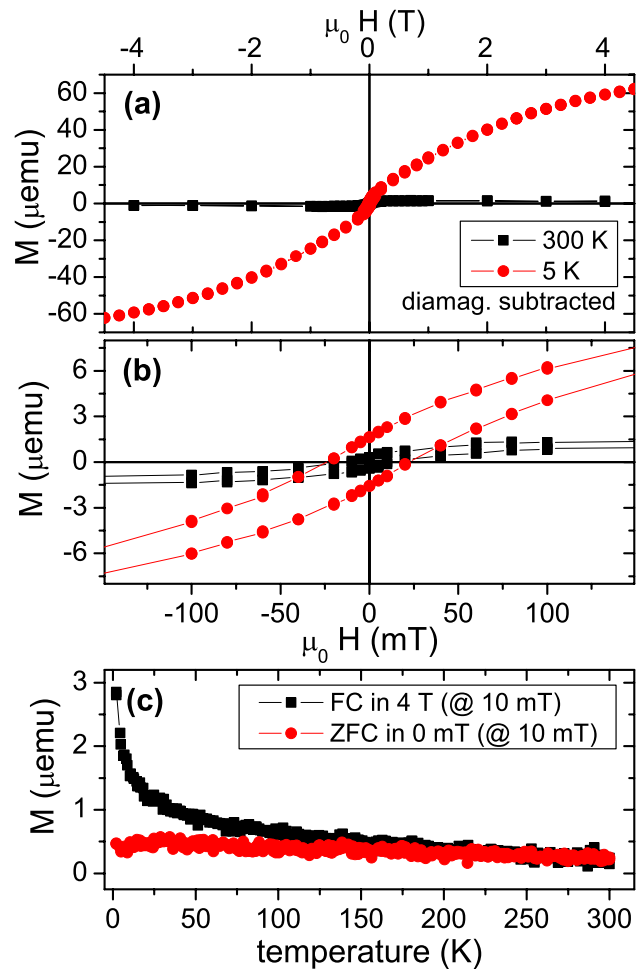 μ₀ H (T)
-4 -2 0 2 4
(a)
60
40
20
0
-20
-40
-60
M (μemu)
300 K
5 K
diamag. subtracted
(b)
6
3
0
-3
-6
M (μemu)
-100 -50 0 50 100
μ₀ H (mT)
(c)
3
2
1
0
M (μemu)
FC in 4 T (@ 10 mT)
ZFC in 0 mT (@ 10 mT)
0 50 100 150 200 250 300
temperature (K)